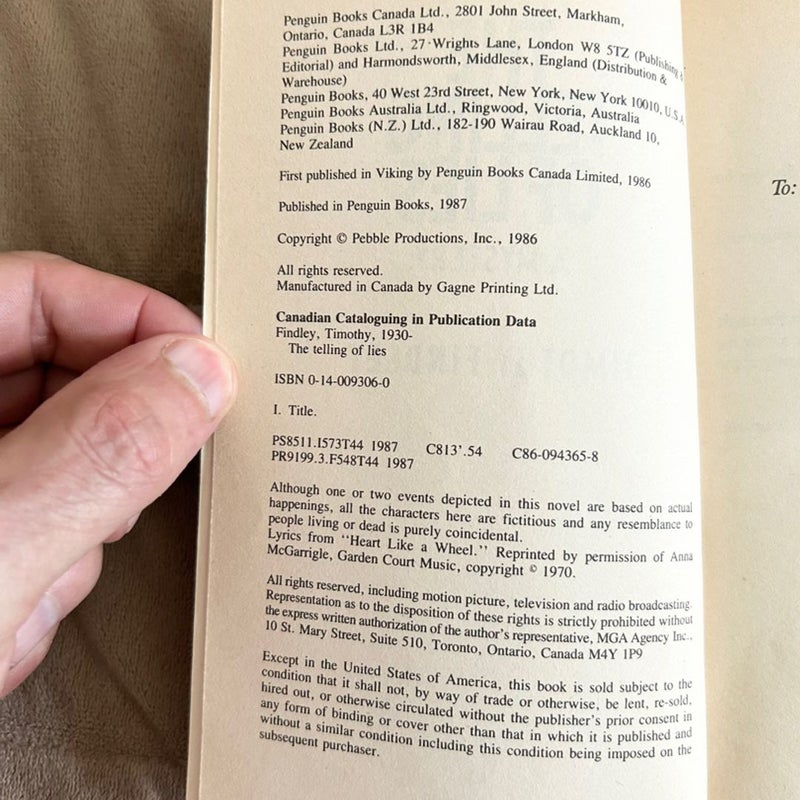 Penguin Books Canada Ltd., 2801 John Street, Markham,
Ontario, Canada L3R 1B4
Penguin Books Ltd., 27 Wrights Lane, London W8 5TZ (Publishing &
Editorial) and Harmondsworth, Middlesex, England (Distribution &
Warehouse)
Penguin Books, 40 West 23rd Street, New York, New York 10010, U.S.A.
Penguin Books Australia Ltd., Ringwood, Victoria, Australia
Penguin Books (N.Z.) Ltd., 182-190 Wairau Road, Auckland 10,
New Zealand
First published in Viking by Penguin Books Canada Limited, 1986
Published in Penguin Books, 1987
Copyright © Pebble Productions, Inc., 1986
All rights reserved.
Manufactured in Canada by Gagne Printing Ltd.
Canadian Cataloguing in Publication Data
Findley, Timothy, 1930-
The telling of lies
ISBN 0-14-009306-0
I. Title.
PS8511.I573T44 1987 C813'.54 C86-094365-8
PR9199.3.F548T44 1987
Although one or two events depicted in this novel are based on actual
happenings, all the characters here are fictitious and any resemblance to
people living or dead is purely coincidental.
Lyrics from "Heart Like a Wheel." Reprinted by permission of Anna
McGarrigle, Garden Court Music, copyright © 1970.
All rights reserved, including motion picture, television and radio broadcasting.
Representation as to the disposition of these rights is strictly prohibited without
the express written authorization of the author's representative, MGA Agency Inc.,
10 St. Mary Street, Suite 510, Toronto, Ontario, Canada M4Y 1P9
Except in the United States of America, this book is sold subject to the
condition that it shall not, by way of trade or otherwise, be lent, re-sold,
hired out, or otherwise circulated without the publisher's prior consent in
any form of binding or cover other than that in which it is published and
without a similar condition including this condition being imposed on the
subsequent purchaser.
To: